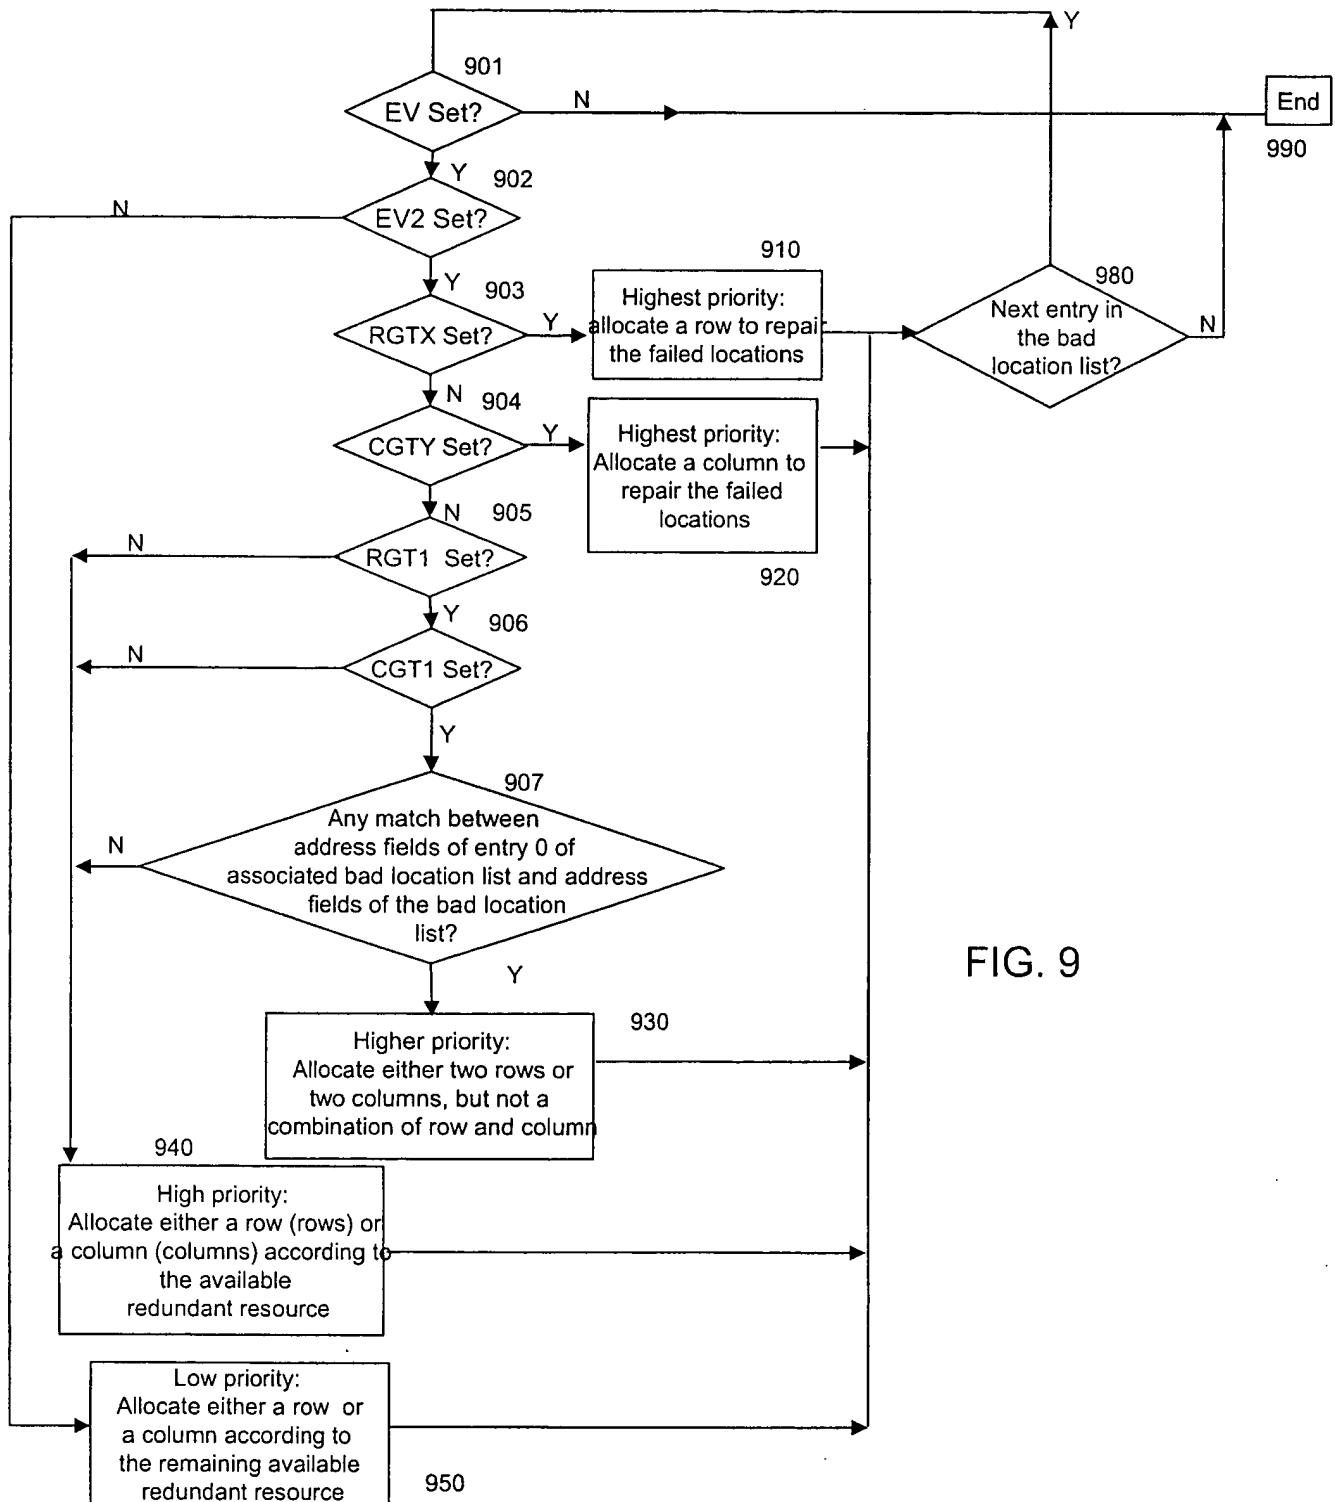 Y
901
EV Set?
N
End
990
Y
902
EV2 Set?
N
Y
903
RGTX Set?
Y
910
Highest priority:
allocate a row to repair
the failed locations
980
Next entry in
the bad
location list?
N
N
904
CGTY Set?
Y
Highest priority:
Allocate a column to
repair the failed
locations
920
N
905
RGT1 Set?
N
Y
906
CGT1 Set?
N
Y
907
Any match between
address fields of entry 0 of
associated bad location list and address
fields of the bad location
list?
N
Y
FIG. 9
930
Higher priority:
Allocate either two rows or
two columns, but not a
combination of row and column
940
High priority:
Allocate either a row (rows) or
a column (columns) according to
the available
redundant resource
Low priority:
Allocate either a row or
a column according to
the remaining available
redundant resource
950